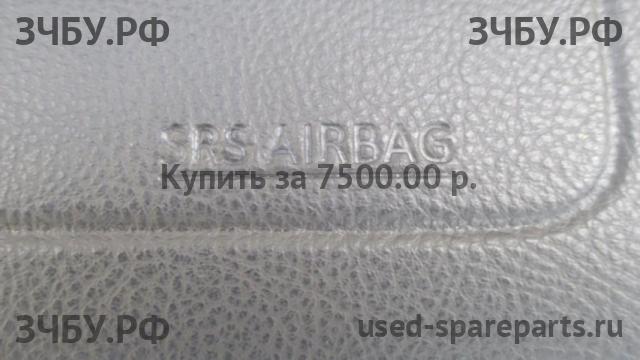 ЗЧБУ.РФ ЗЧБУ.РФ
SRS AIRBAG
Купить за 7500.00 р.
ЗЧБУ.РФ used-spareparts.ru